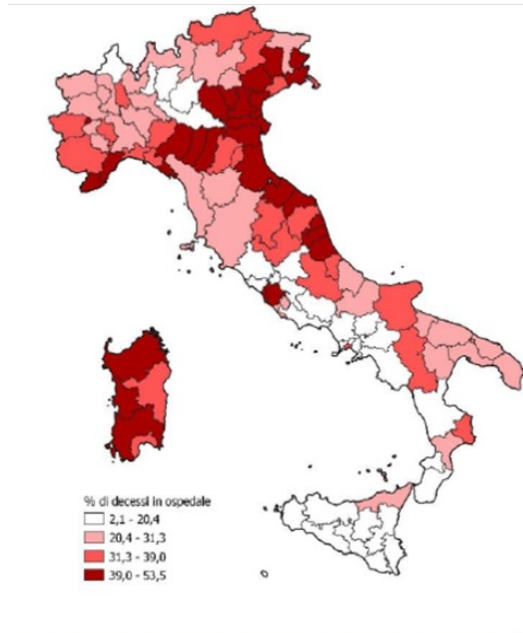 % di decessi in ospedale
2,1 - 20,4
20,4 - 31,3
31,3 - 39,0
39,0 - 53,5